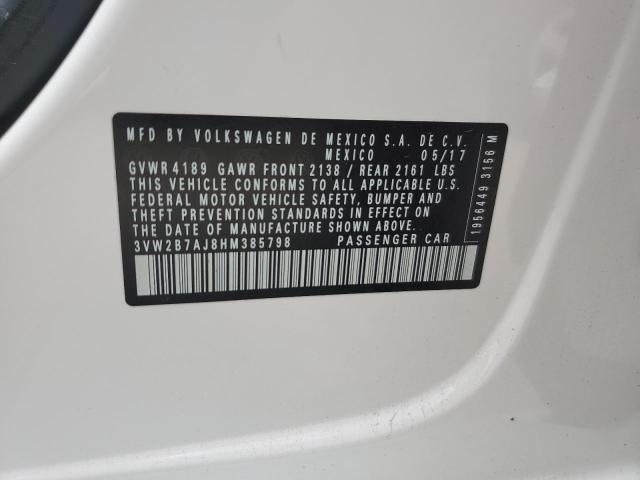 MFD BY VOLKSWAGEN DE MEXICO S.A. DE C.V.
MEXICO 05/17
GVWR 4189 GAWR FRONT 2138 / REAR 2161 LBS
THIS VEHICLE CONFORMS TO ALL APPLICABLE U.S.
FEDERAL MOTOR VEHICLE SAFETY, BUMPER AND
THEFT PREVENTION STANDARDS IN EFFECT ON
THE DATE OF MANUFACTURE SHOWN ABOVE.
3VW2B7AJ8HM385798 PASSENGER CAR
1956449 3156 M